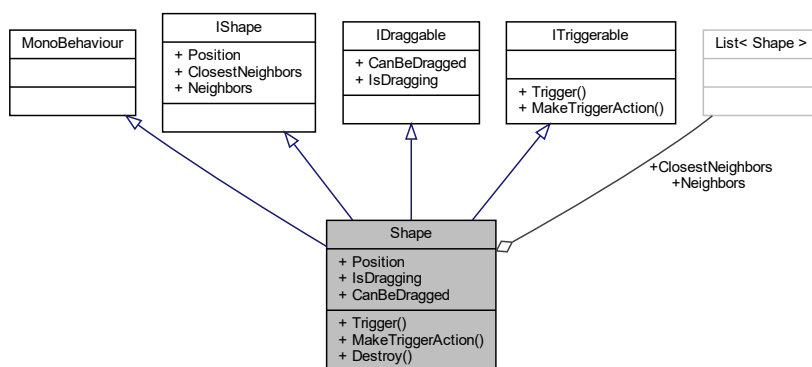 MonoBehaviour
IShape
+ Position
+ ClosestNeighbors
+ Neighbors
IDraggable
+ CanBeDragged
+ IsDragging
ITriggerable
+ Trigger()
+ MakeTriggerAction()
List< Shape >
+ClosestNeighbors
+Neighbors
Shape
+ Position
+ IsDragging
+ CanBeDragged
+ Trigger()
+ MakeTriggerAction()
+ Destroy()